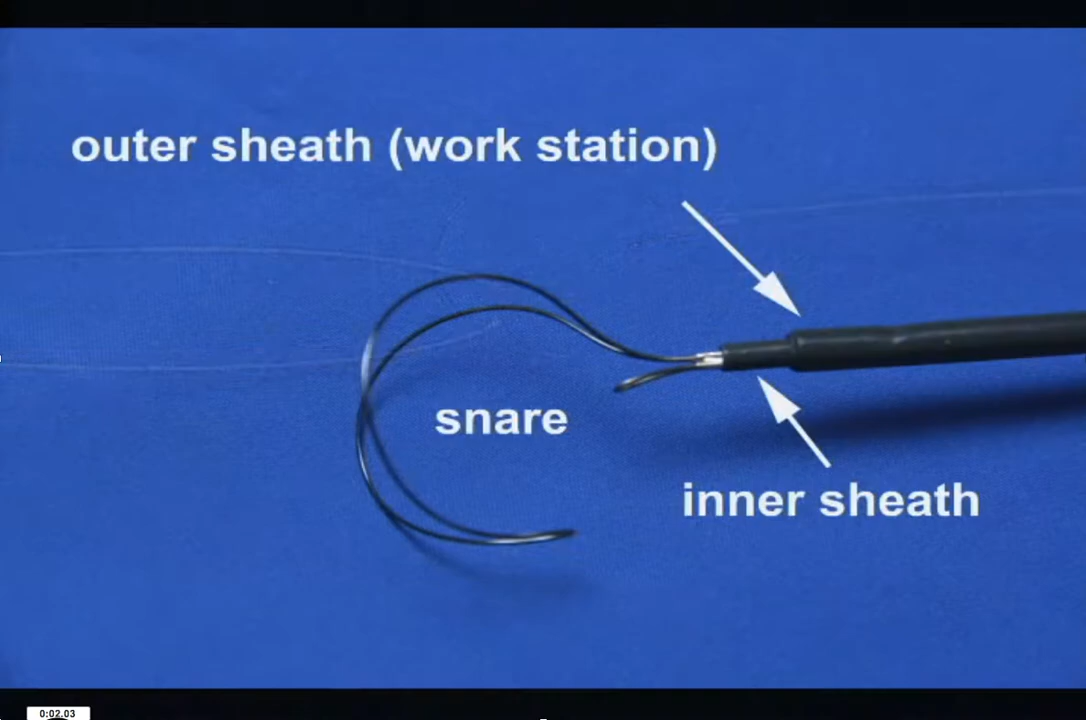 outer sheath (work station)
snare
inner sheath
0:02.03